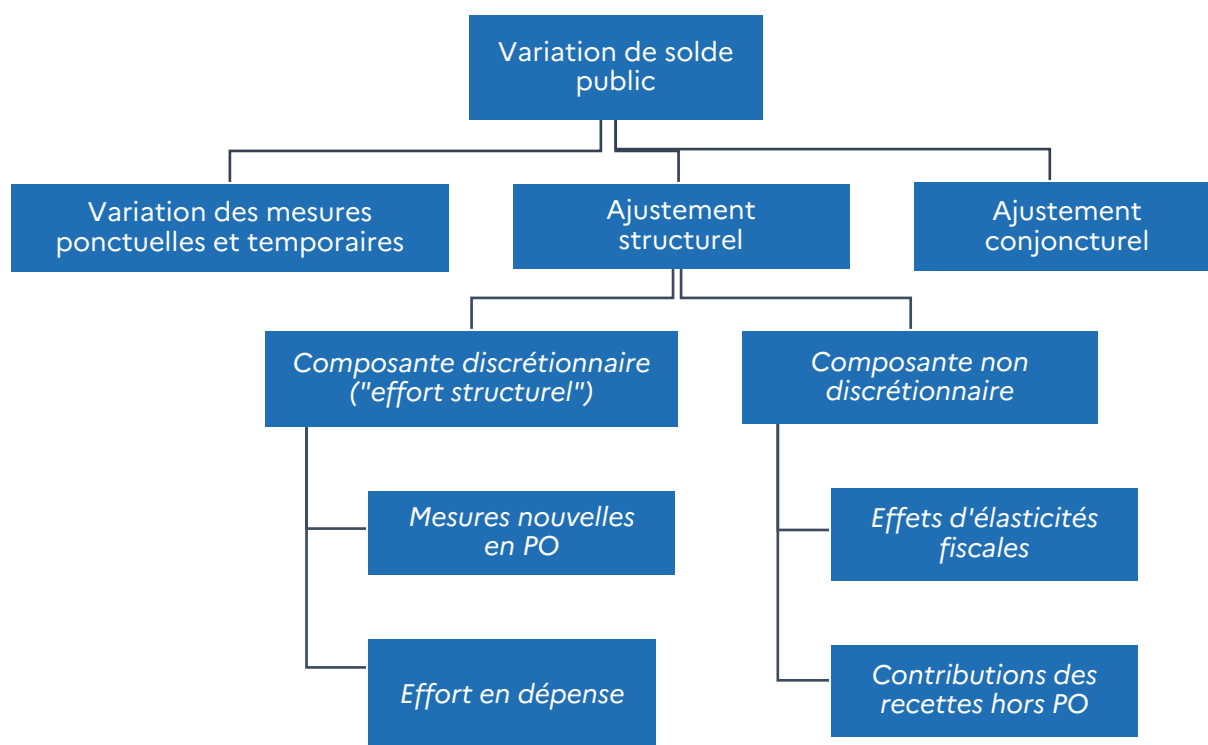 Variation de solde
public
Variation des mesures
ponctuelles et temporaires
Ajustement
structurel
Ajustement
conjoncturel
Composante discrétionnaire
("effort structurel")
Composante non
discrétionnaire
Mesures nouvelles
en PO
Effets d'élasticités
fiscales
Effort en dépense
Contributions des
recettes hors PO